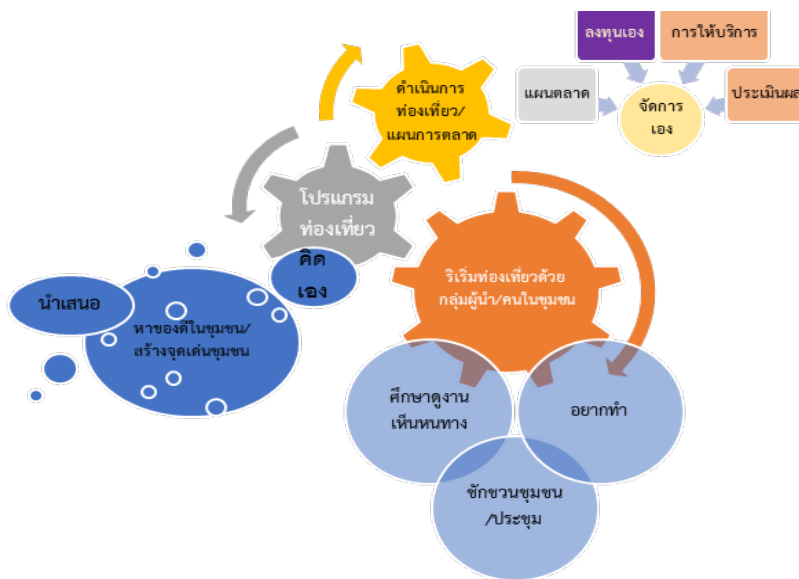 ลงทุนเอง
การให้บริการ
แผนตลาด
ประเมินผล
จัดการ
เอง
ดำเนินการ
ท่องเที่ยว/
แผนการตลาด
โปรแกรม
ท่องเที่ยว
คิด
เอง
นำเสนอ
หาของดีในชุมชน/
สร้างจุดเด่นชุมชน
ริเริ่มท่องเที่ยวด้วย
กลุ่มผู้นำ/คนในชุมชน
ศึกษาดูงาน
เห็นหนทาง
อยากทำ
ชักชวนชุมชน
/ประชุม